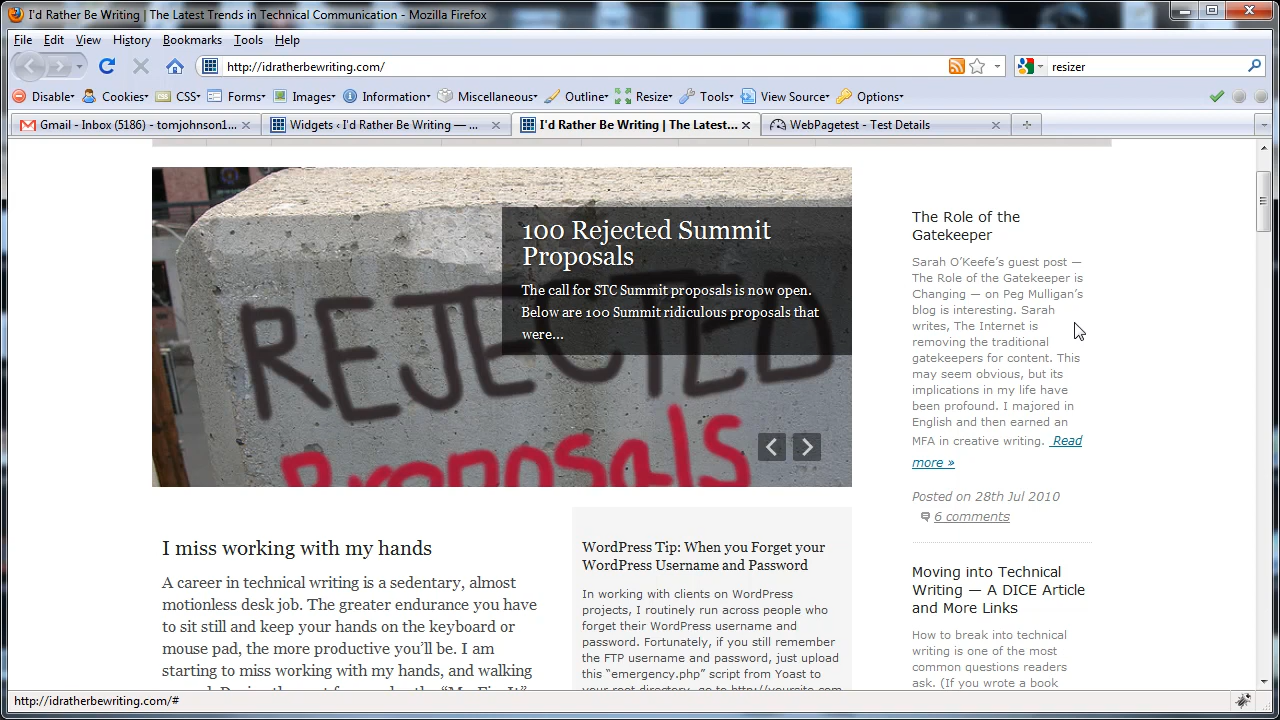 I'd Rather Be Writing | The Latest Trends in Technical Communication - Mozilla Firefox
File Edit View History Bookmarks Tools Help
http://idratherbewriting.com/
resizer
Disable Cookies CSS Forms Images Information Miscellaneous Outline Resize Tools View Source Options
Gmail - Inbox (5186) - tomjohnson1...
Widgets ‹ I'd Rather Be Writing — ...
I'd Rather Be Writing | The Latest...
WebPagetest - Test Details
100 Rejected Summit
Proposals
The call for STC Summit proposals is now open.
Below are 100 Summit ridiculous proposals that
were...
REJECTED
Proposals
I miss working with my hands
A career in technical writing is a sedentary, almost
motionless desk job. The greater endurance you have
to sit still and keep your hands on the keyboard or
mouse pad, the more productive you'll be. I am
starting to miss working with my hands, and walking
WordPress Tip: When you Forget your
WordPress Username and Password
In working with clients on WordPress
projects, I routinely run across people who
forget their WordPress username and
password. Fortunately, if you still remember
the FTP username and password, just upload
this "emergency.php" script from Yoast to
your root directory, go to http://yoursite.com
The Role of the
Gatekeeper
Sarah O'Keefe's guest post —
The Role of the Gatekeeper is
Changing — on Peg Mulligan's
blog is interesting. Sarah
writes, The Internet is
removing the traditional
gatekeepers for content. This
may seem obvious, but its
implications in my life have
been profound. I majored in
English and then earned an
MFA in creative writing. Read
more »
Posted on 28th Jul 2010
6 comments
Moving into Technical
Writing — A DICE Article
and More Links
How to break into technical
writing is one of the most
common questions readers
ask. (If you wrote a book
http://idratherbewriting.com/#